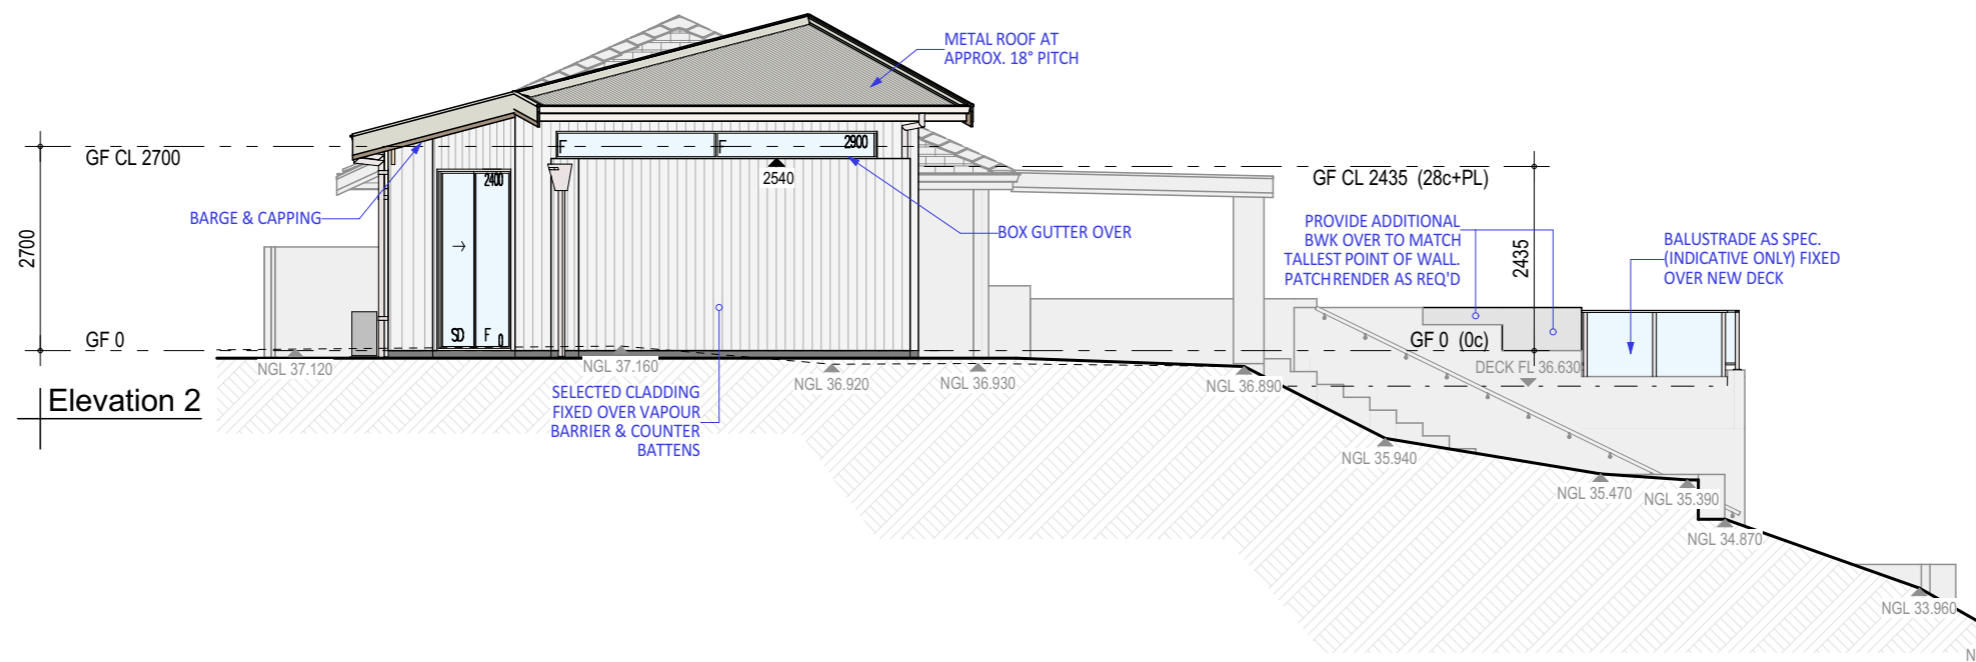 METAL ROOF AT
APPROX. 18° PITCH
GF CL 2700
2700
GF 0
BARGE & CAPPING
2400
SD
F
0
F
F
2900
2540
BOX GUTTER OVER
GF CL 2435 (28c+PL)
2435
PROVIDE ADDITIONAL
BWK OVER TO MATCH
TALLEST POINT OF WALL.
PATCH RENDER AS REQ'D
BALUSTRADE AS SPEC.
(INDICATIVE ONLY) FIXED
OVER NEW DECK
GF 0 (0c)
DECK FL 36.630
NGL 37.120
NGL 37.160
NGL 36.920
NGL 36.930
NGL 36.890
Elevation 2
SELECTED CLADDING
FIXED OVER VAPOUR
BARRIER & COUNTER
BATTENS
NGL 35.940
NGL 35.470
NGL 35.390
NGL 34.870
NGL 33.960
N